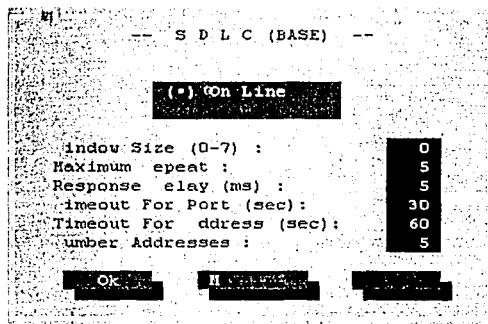 -- S D L C (BASE) --
(•) On Line
indow Size (0-7) : 0
Maximum epeat : 5
Response elay (ms) : 5
imeout For Port (sec): 30
Timeout For ddress (sec): 60
umber Addresses : 5
Ok